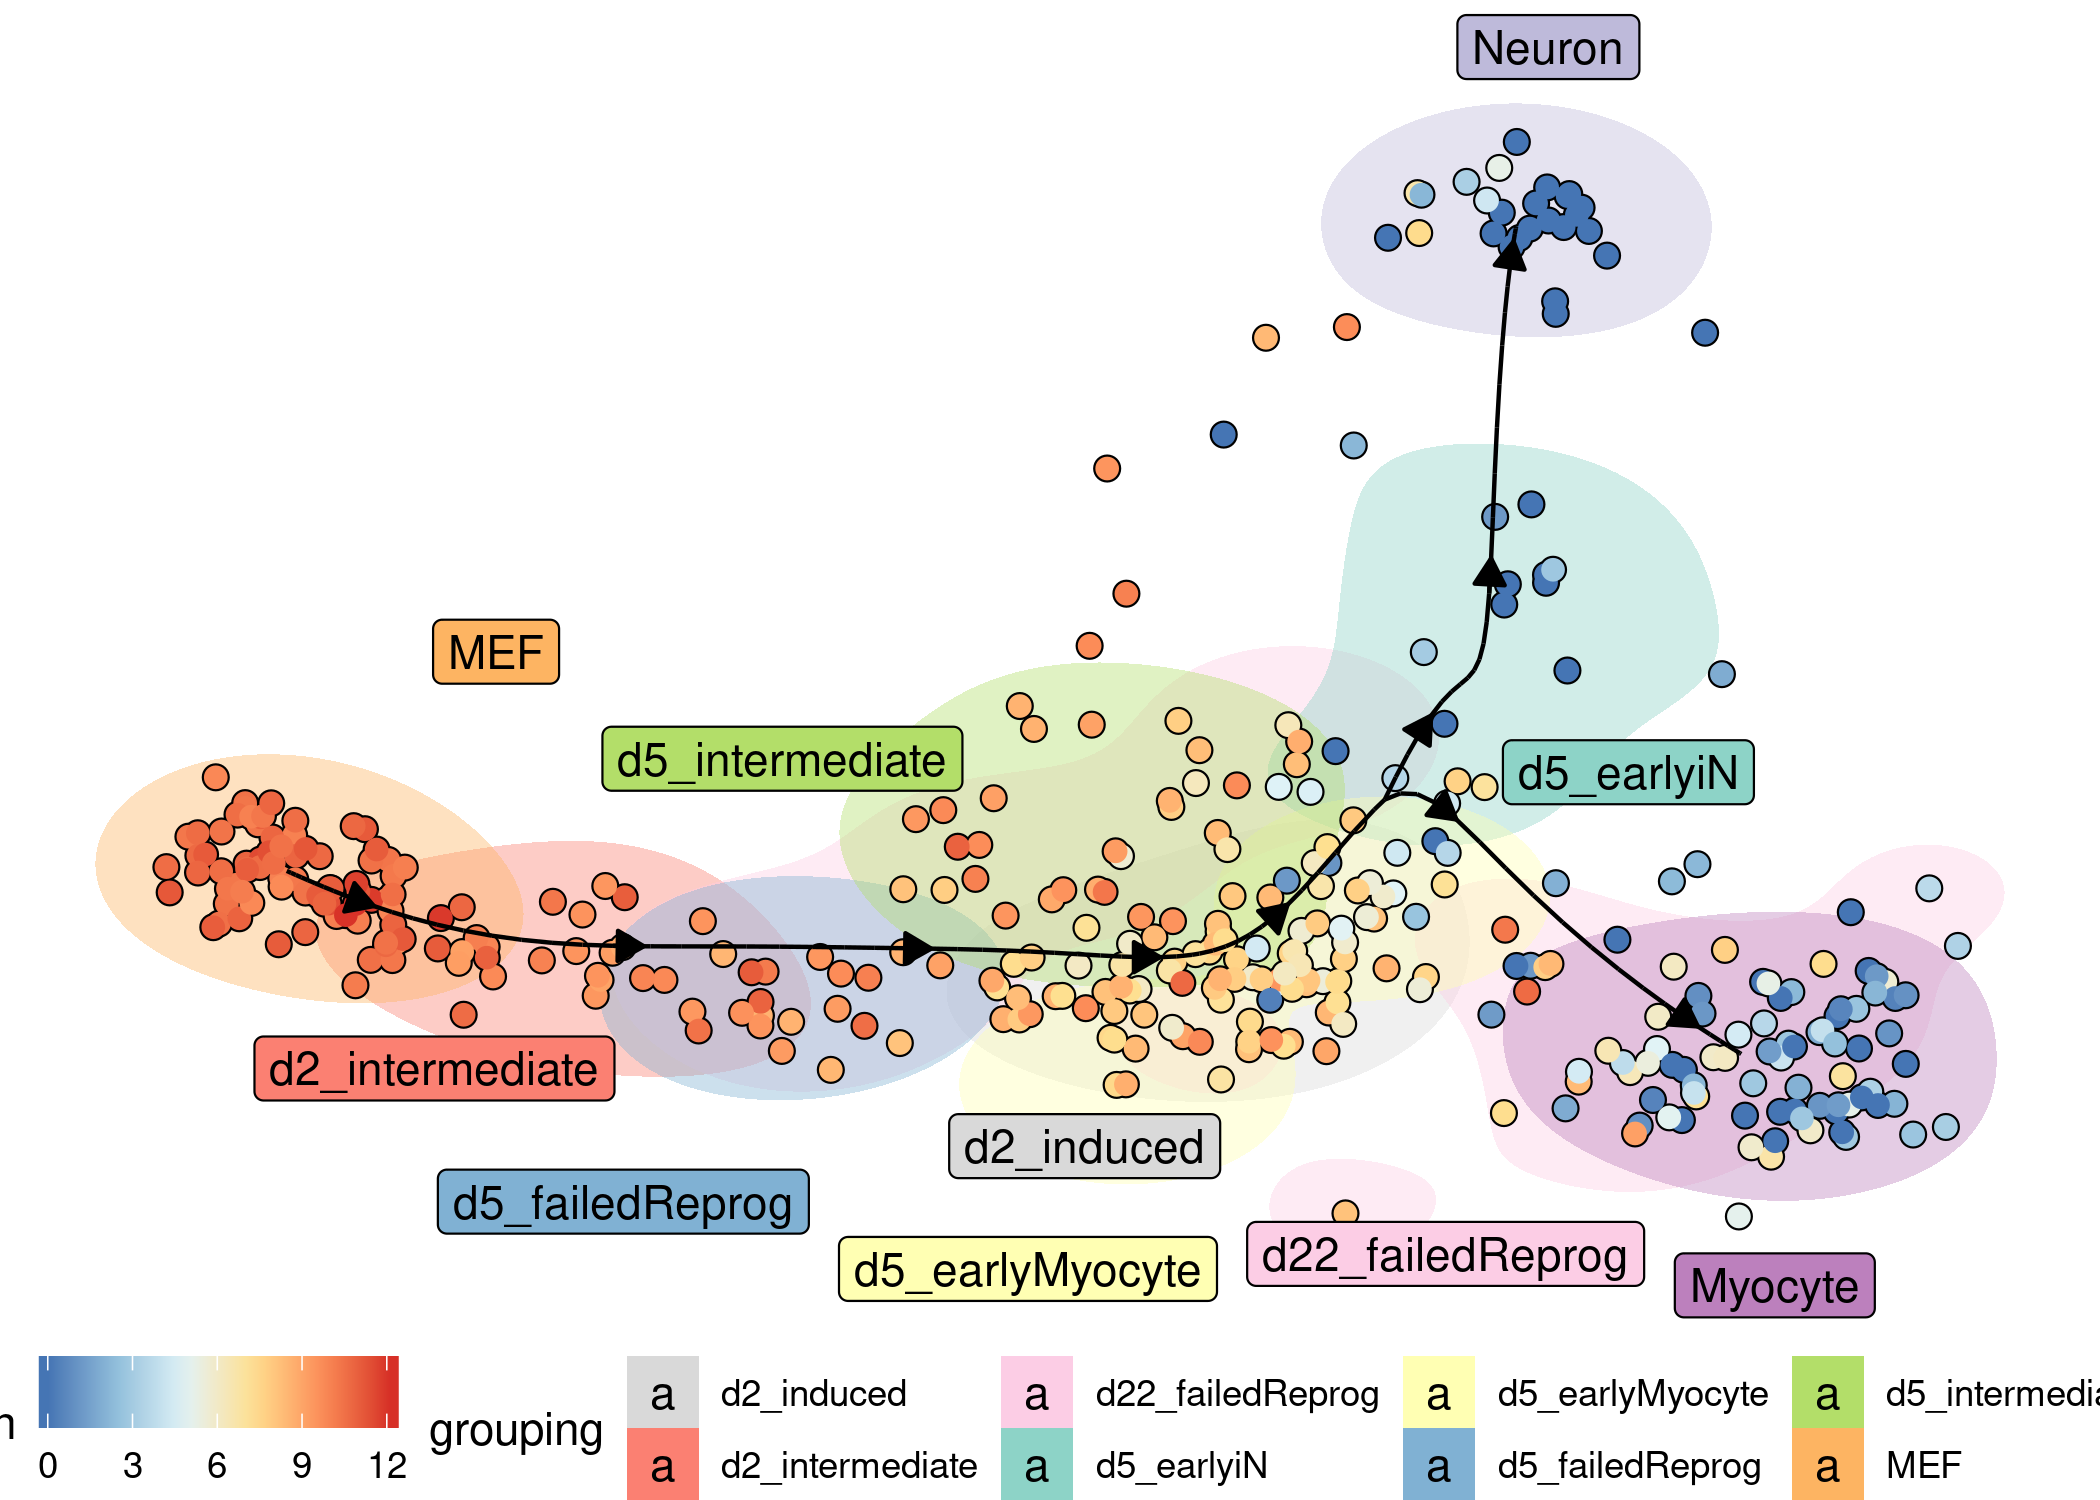 Neuron
MEF
d5_intermediate
d5_earlyiN
d2_intermediate
d2_induced
d5_failedReprog
d5_earlyMyocyte
d22_failedReprog
Myocyte
n
0 3 6 9 12
grouping
a d2_induced
a d2_intermediate
a d22_failedReprog
a d5_earlyiN
a d5_earlyMyocyte
a d5_failedReprog
a d5_intermedia
a MEF